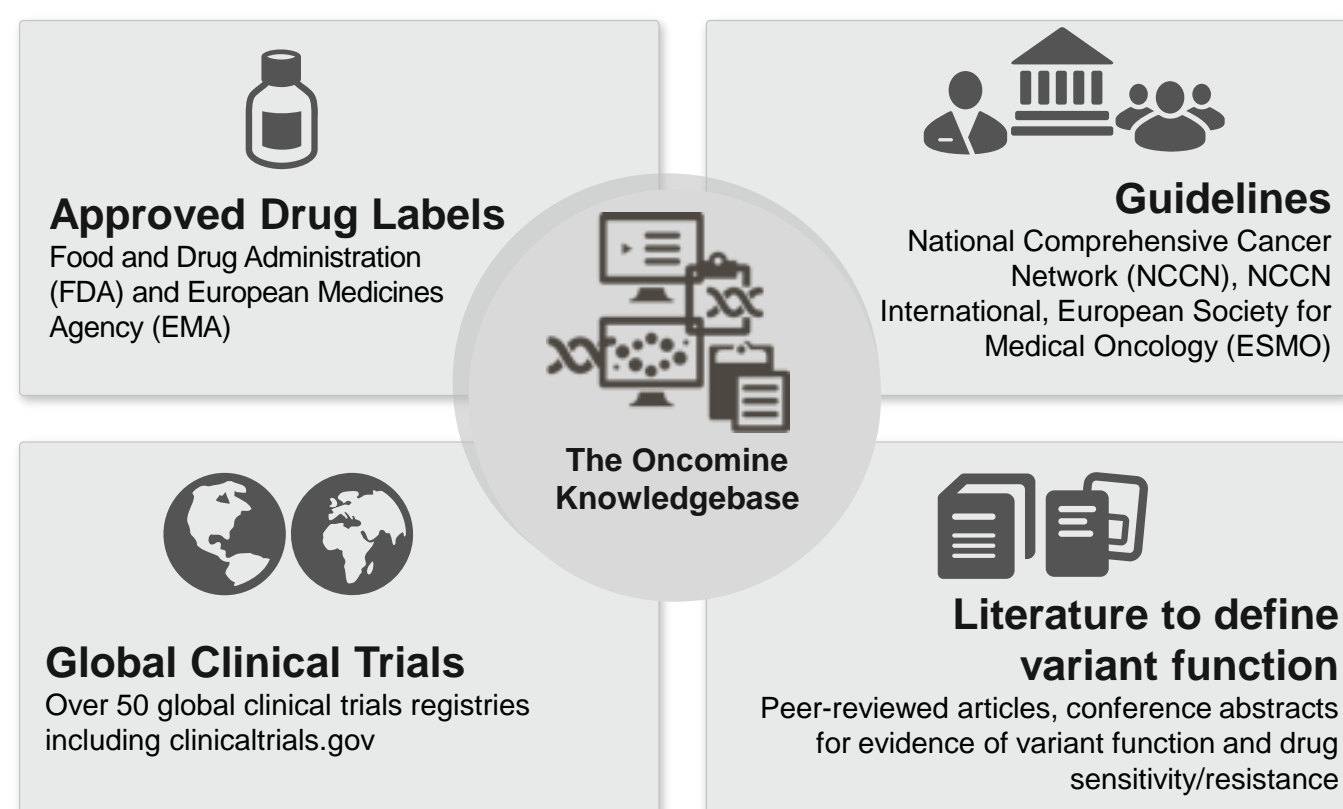 Approved Drug Labels
Food and Drug Administration
(FDA) and European Medicines
Agency (EMA)
Guidelines
National Comprehensive Cancer
Network (NCCN), NCCN
International, European Society for
Medical Oncology (ESMO)
The Oncomine
Knowledgebase
Global Clinical Trials
Over 50 global clinical trials registries
including clinicaltrials.gov
Literature to define
variant function
Peer-reviewed articles, conference abstracts
for evidence of variant function and drug
sensitivity/resistance